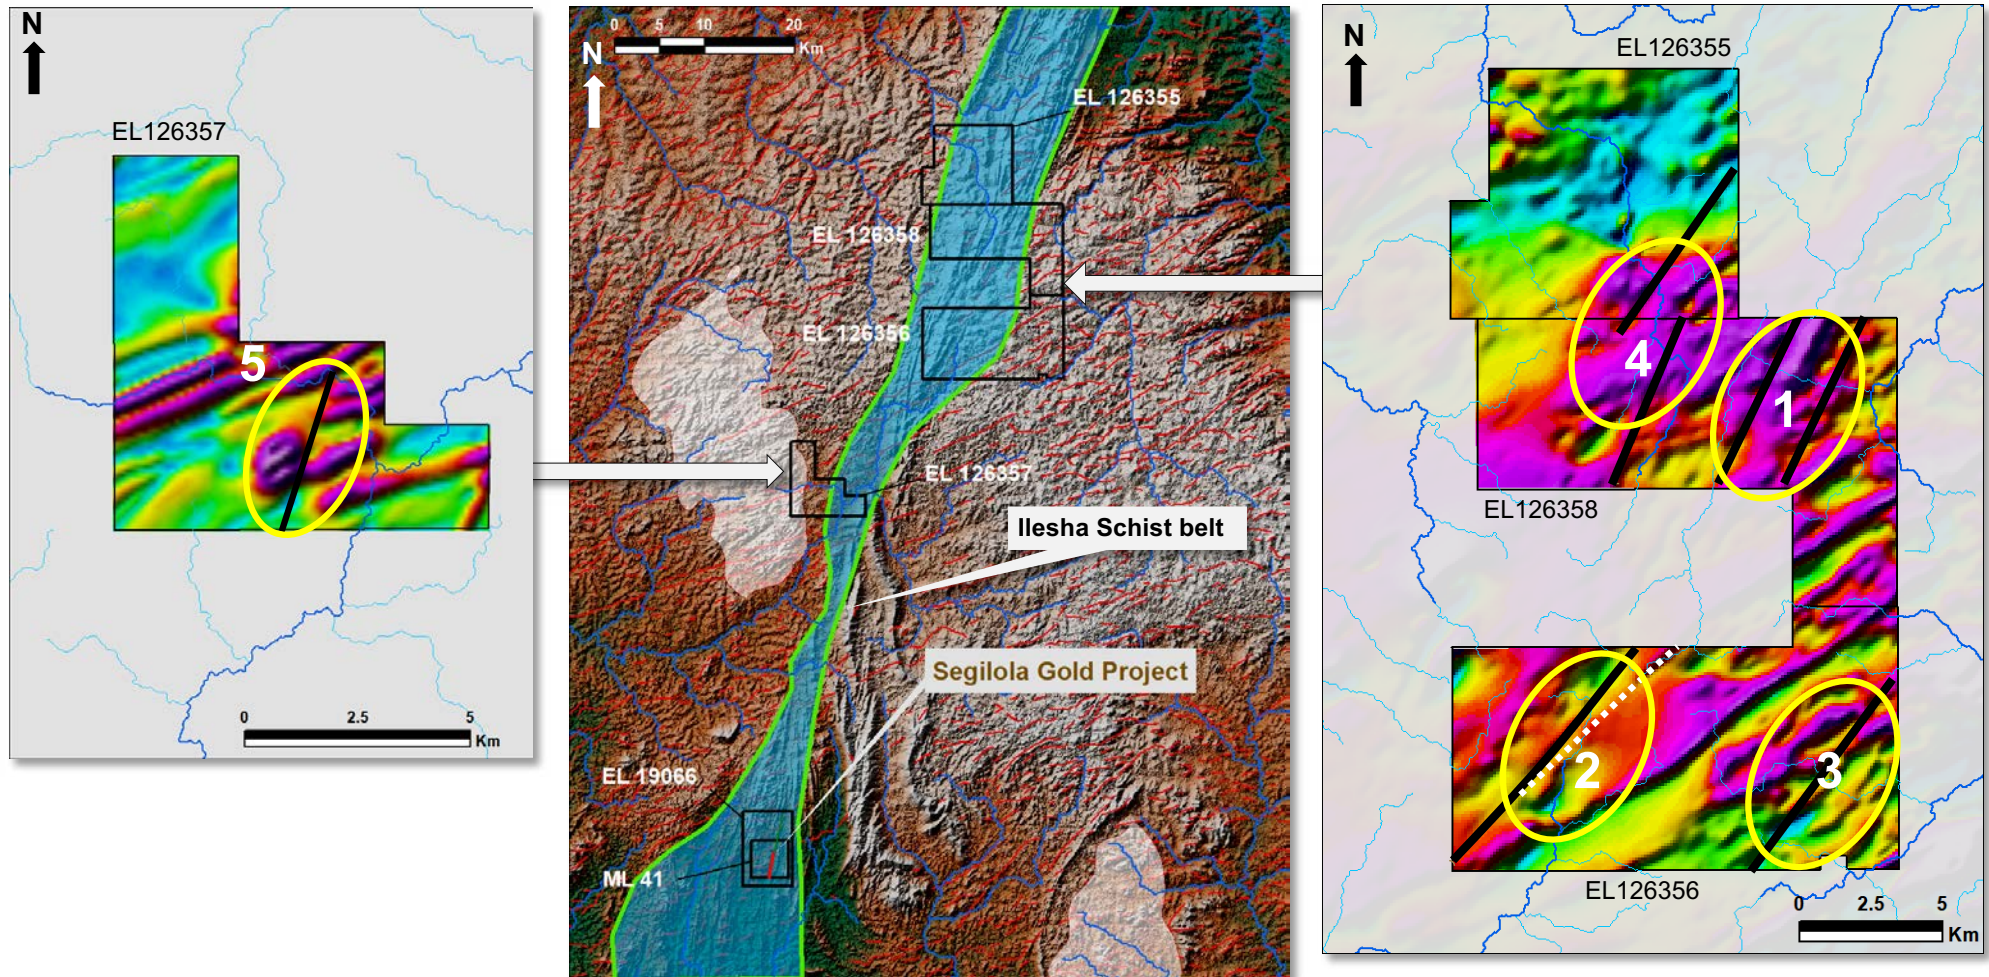 N
EL126357
5
0 2.5 5
Km
0 5 10 20
Km
N
EL 126355
EL 126358
EL 126356
EL 126357
Ilesha Schist belt
Segilola Gold Project
EL 19066
ML 41
N
EL126355
4
1
EL126358
2
3
EL126356
0 2.5 5
Km